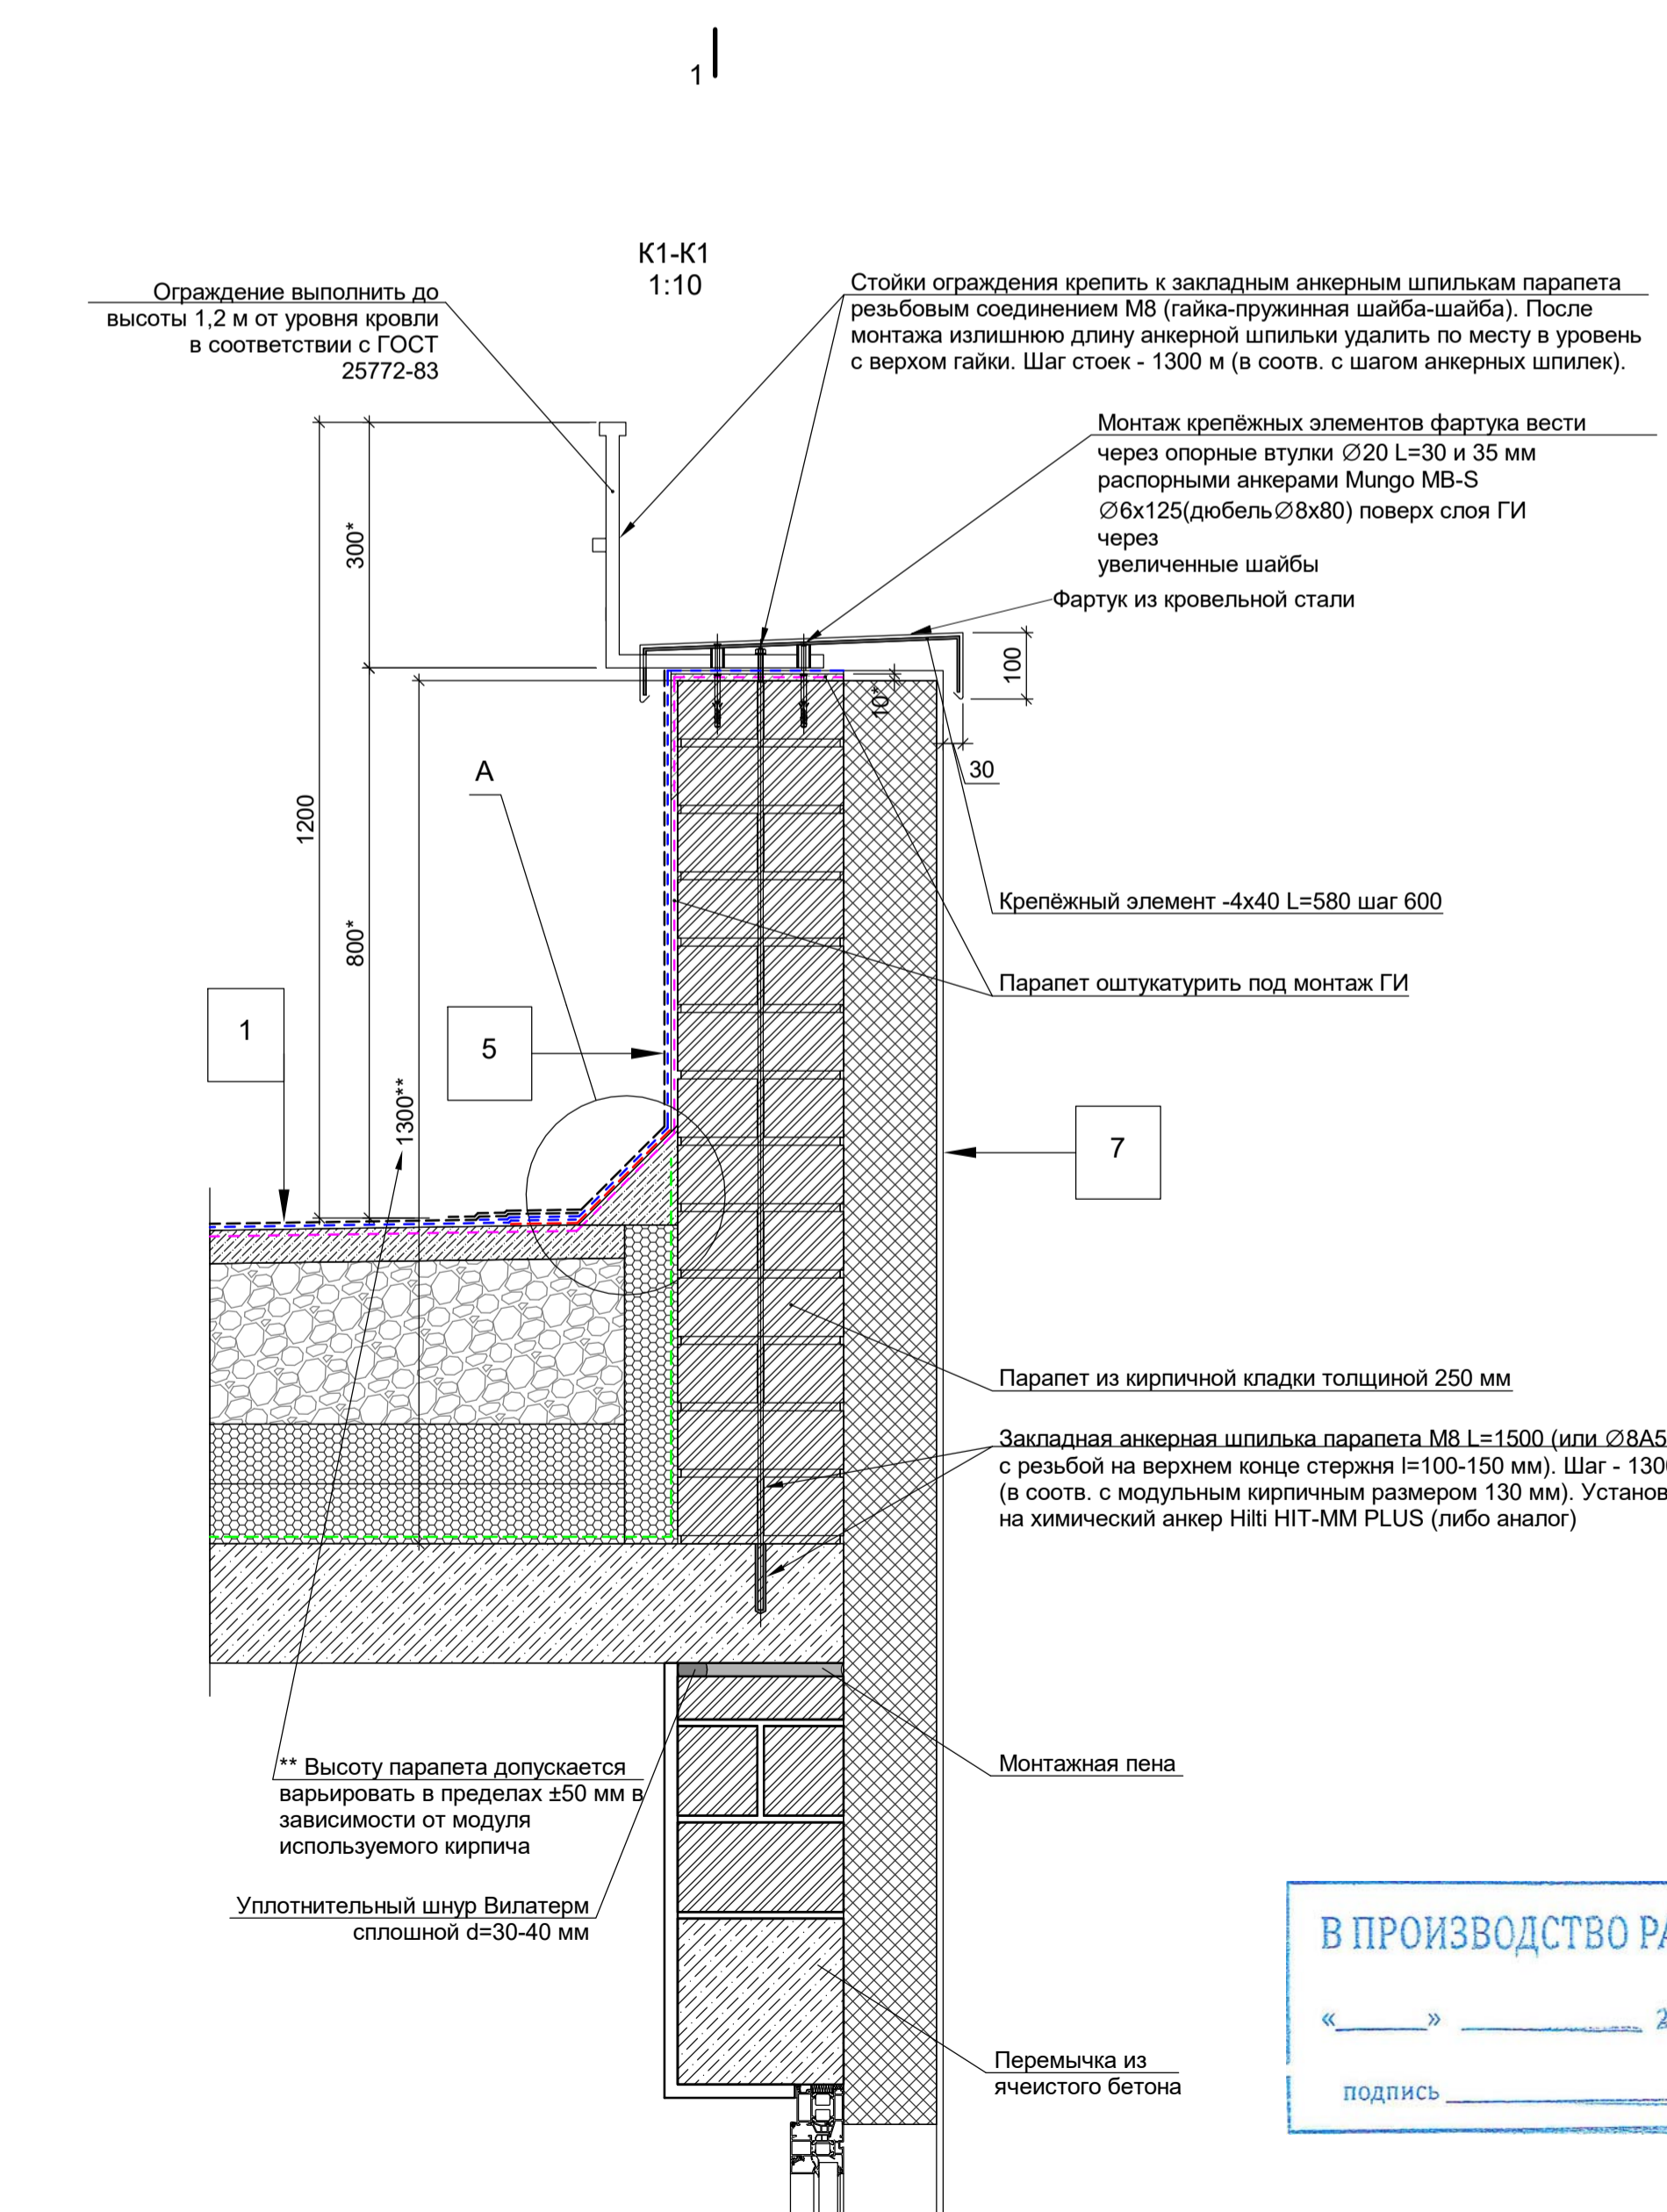 1
К1-К1
1:10
Ограждение выполнить до
высоты 1,2 м от уровня кровли
в соответствии с ГОСТ
25772-83
Стойки ограждения крепить к закладным анкерным шпилькам парапета
резьбовым соединением М8 (гайка-пружинная шайба-шайба). После
монтажа излишнюю длину анкерной шпильки удалить по месту в уровень
с верхом гайки. Шаг стоек - 1300 м (в соотв. с шагом анкерных шпилек).
Монтаж крепёжных элементов фартука вести
через опорные втулки ∅20 L=30 и 35 мм
распорными анкерами Mungo MB-S
∅6x125(дюбель∅8x80) поверх слоя ГИ
через
увеличенные шайбы
Фартук из кровельной стали
300*
100
10*
30
А
1200
800*
Крепёжный элемент -4x40 L=580 шаг 600
Парапет оштукатурить под монтаж ГИ
1
5
1300**
7
Парапет из кирпичной кладки толщиной 250 мм
Закладная анкерная шпилька парапета М8 L=1500 (или ∅8А5
с резьбой на верхнем конце стержня l=100-150 мм). Шаг - 130
(в соотв. с модульным кирпичным размером 130 мм). Установ
на химический анкер Hilti HIT-MM PLUS (либо аналог)
** Высоту парапета допускается
варьировать в пределах ±50 мм в
зависимости от модуля
используемого кирпича
Монтажная пена
Уплотнительный шнур Вилатерм
сплошной d=30-40 мм
Перемычка из
ячеистого бетона
В ПРОИЗВОДСТВО РА
«______» ____________ 2
подпись